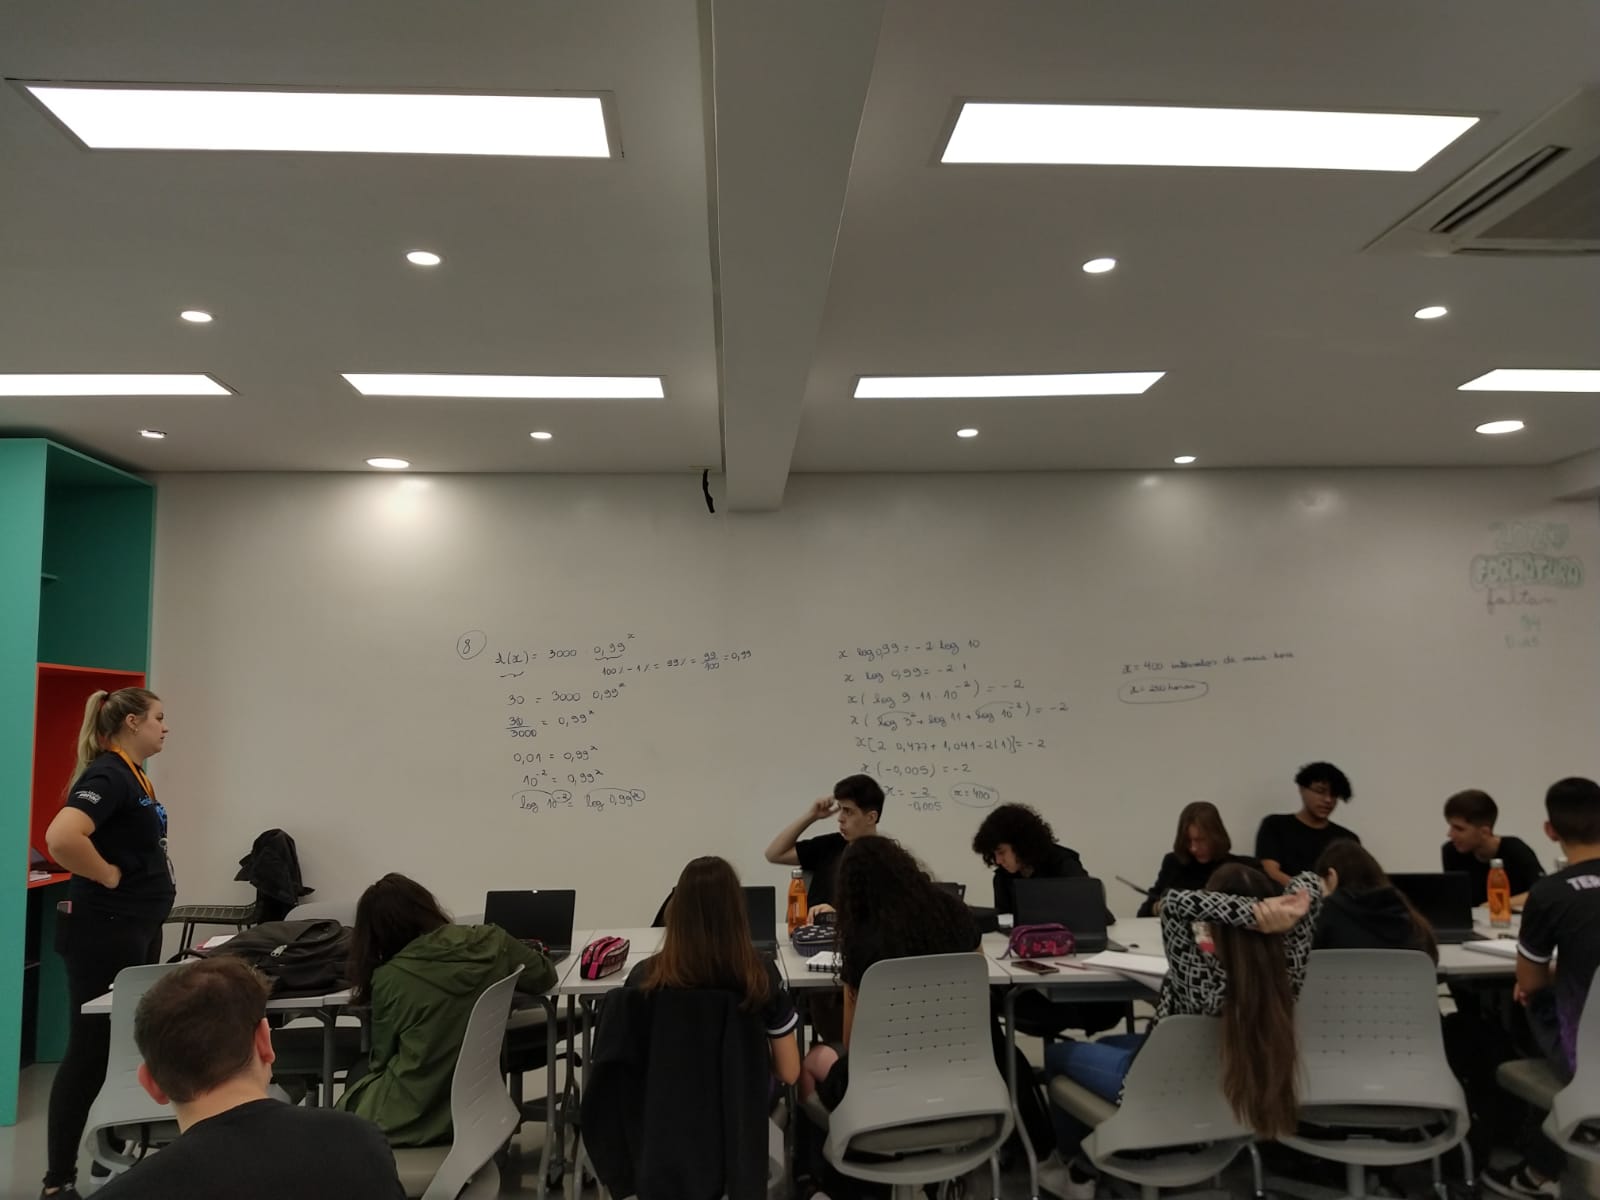 8
λ(x) = 3000 · 0,99^x
100% - 1% = 99% = 99/100 = 0,99
30 = 3000 0,99^x
30/3000 = 0,99^x
0,01 = 0,99^x
10^-2 = 0,99^x
log 10^-2 = log 0,99^x
x log 0,99 = -2 log 10
x log 0,99 = -2·1
x( log 9·11·10^-2 ) = -2
x( log 3^2 + log 11 + log 10^-2 ) = -2
x[2·0,477 + 1,041 - 2(1)] = -2
x (-0,005) = -2
x = -2/-0,005 x = 400
x = 400 intervalos de meia hora
FORMATURA
faltam